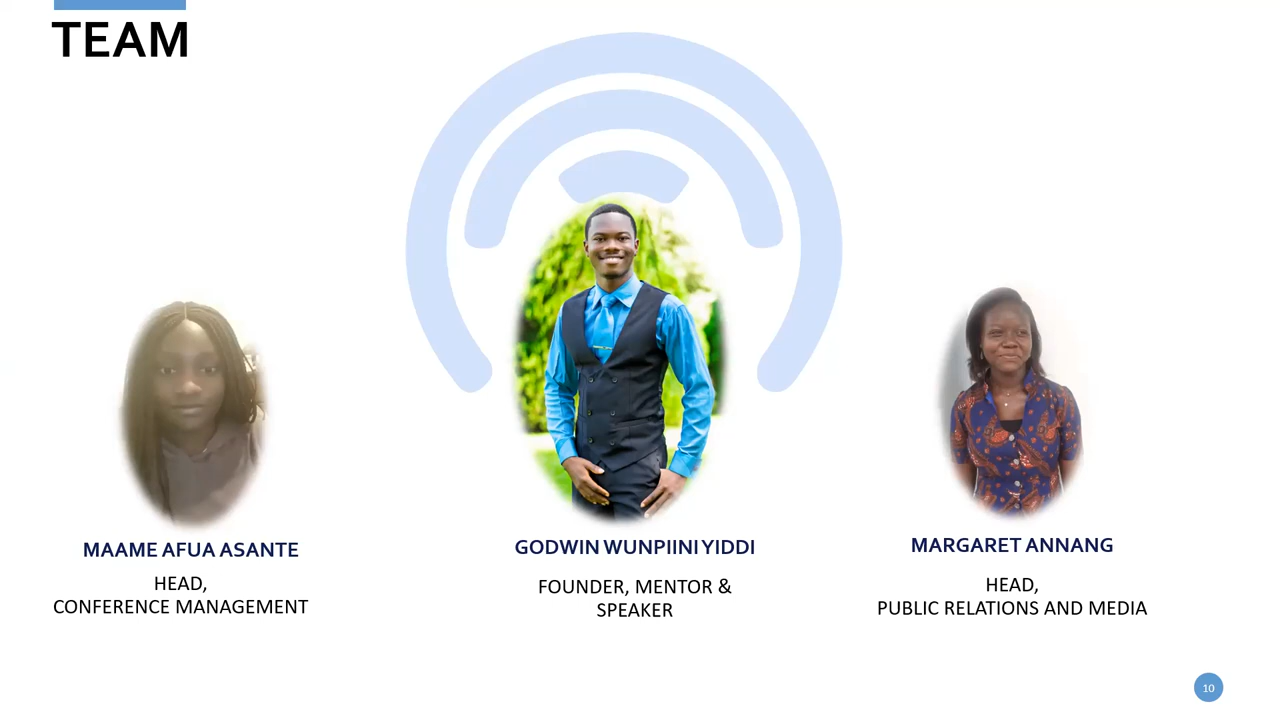 TEAM
MAAME AFUA ASANTE
HEAD,
CONFERENCE MANAGEMENT
GODWIN WUNPIINI YIDDI
FOUNDER, MENTOR &
SPEAKER
MARGARET ANNANG
HEAD,
PUBLIC RELATIONS AND MEDIA
10